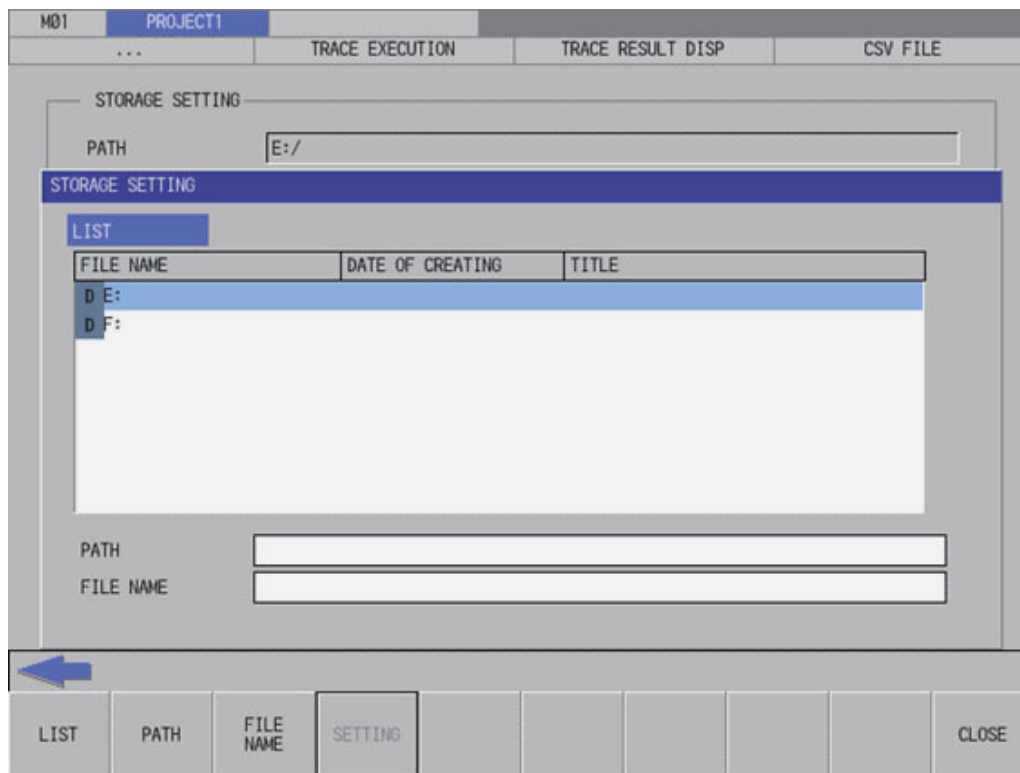 M01 PROJECT1
... TRACE EXECUTION TRACE RESULT DISP CSV FILE
STORAGE SETTING
PATH E:/
STORAGE SETTING
LIST
FILE NAME DATE OF CREATING TITLE
D E:
D F:
PATH
FILE NAME
LIST PATH FILE NAME SETTING CLOSE